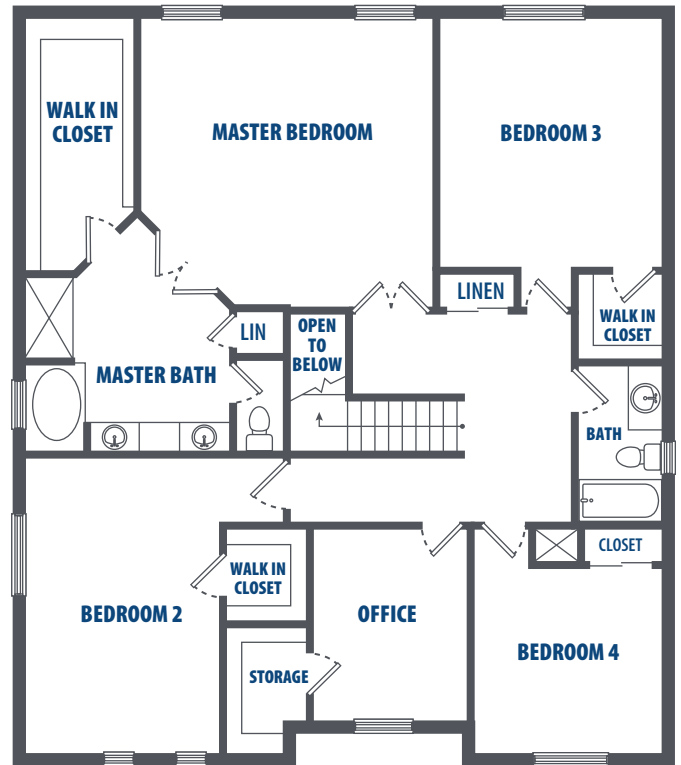 WALK IN
CLOSET
MASTER BEDROOM
BEDROOM 3
LINEN
WALK IN
CLOSET
LIN
OPEN
TO
BELOW
MASTER BATH
BATH
CLOSET
WALK IN
CLOSET
BEDROOM 2
OFFICE
BEDROOM 4
STORAGE